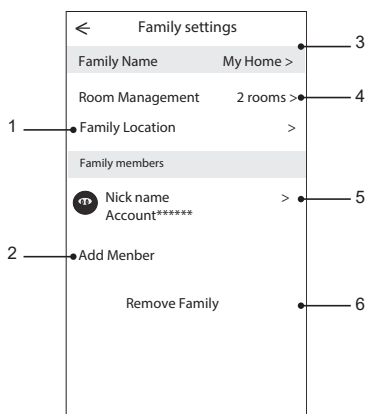 ← Family settings
Family Name My Home >
3
Room Management 2 rooms >
4
1
Family Location >
Family members
Nick name >
5
Account******
2
Add Menber
Remove Family
6